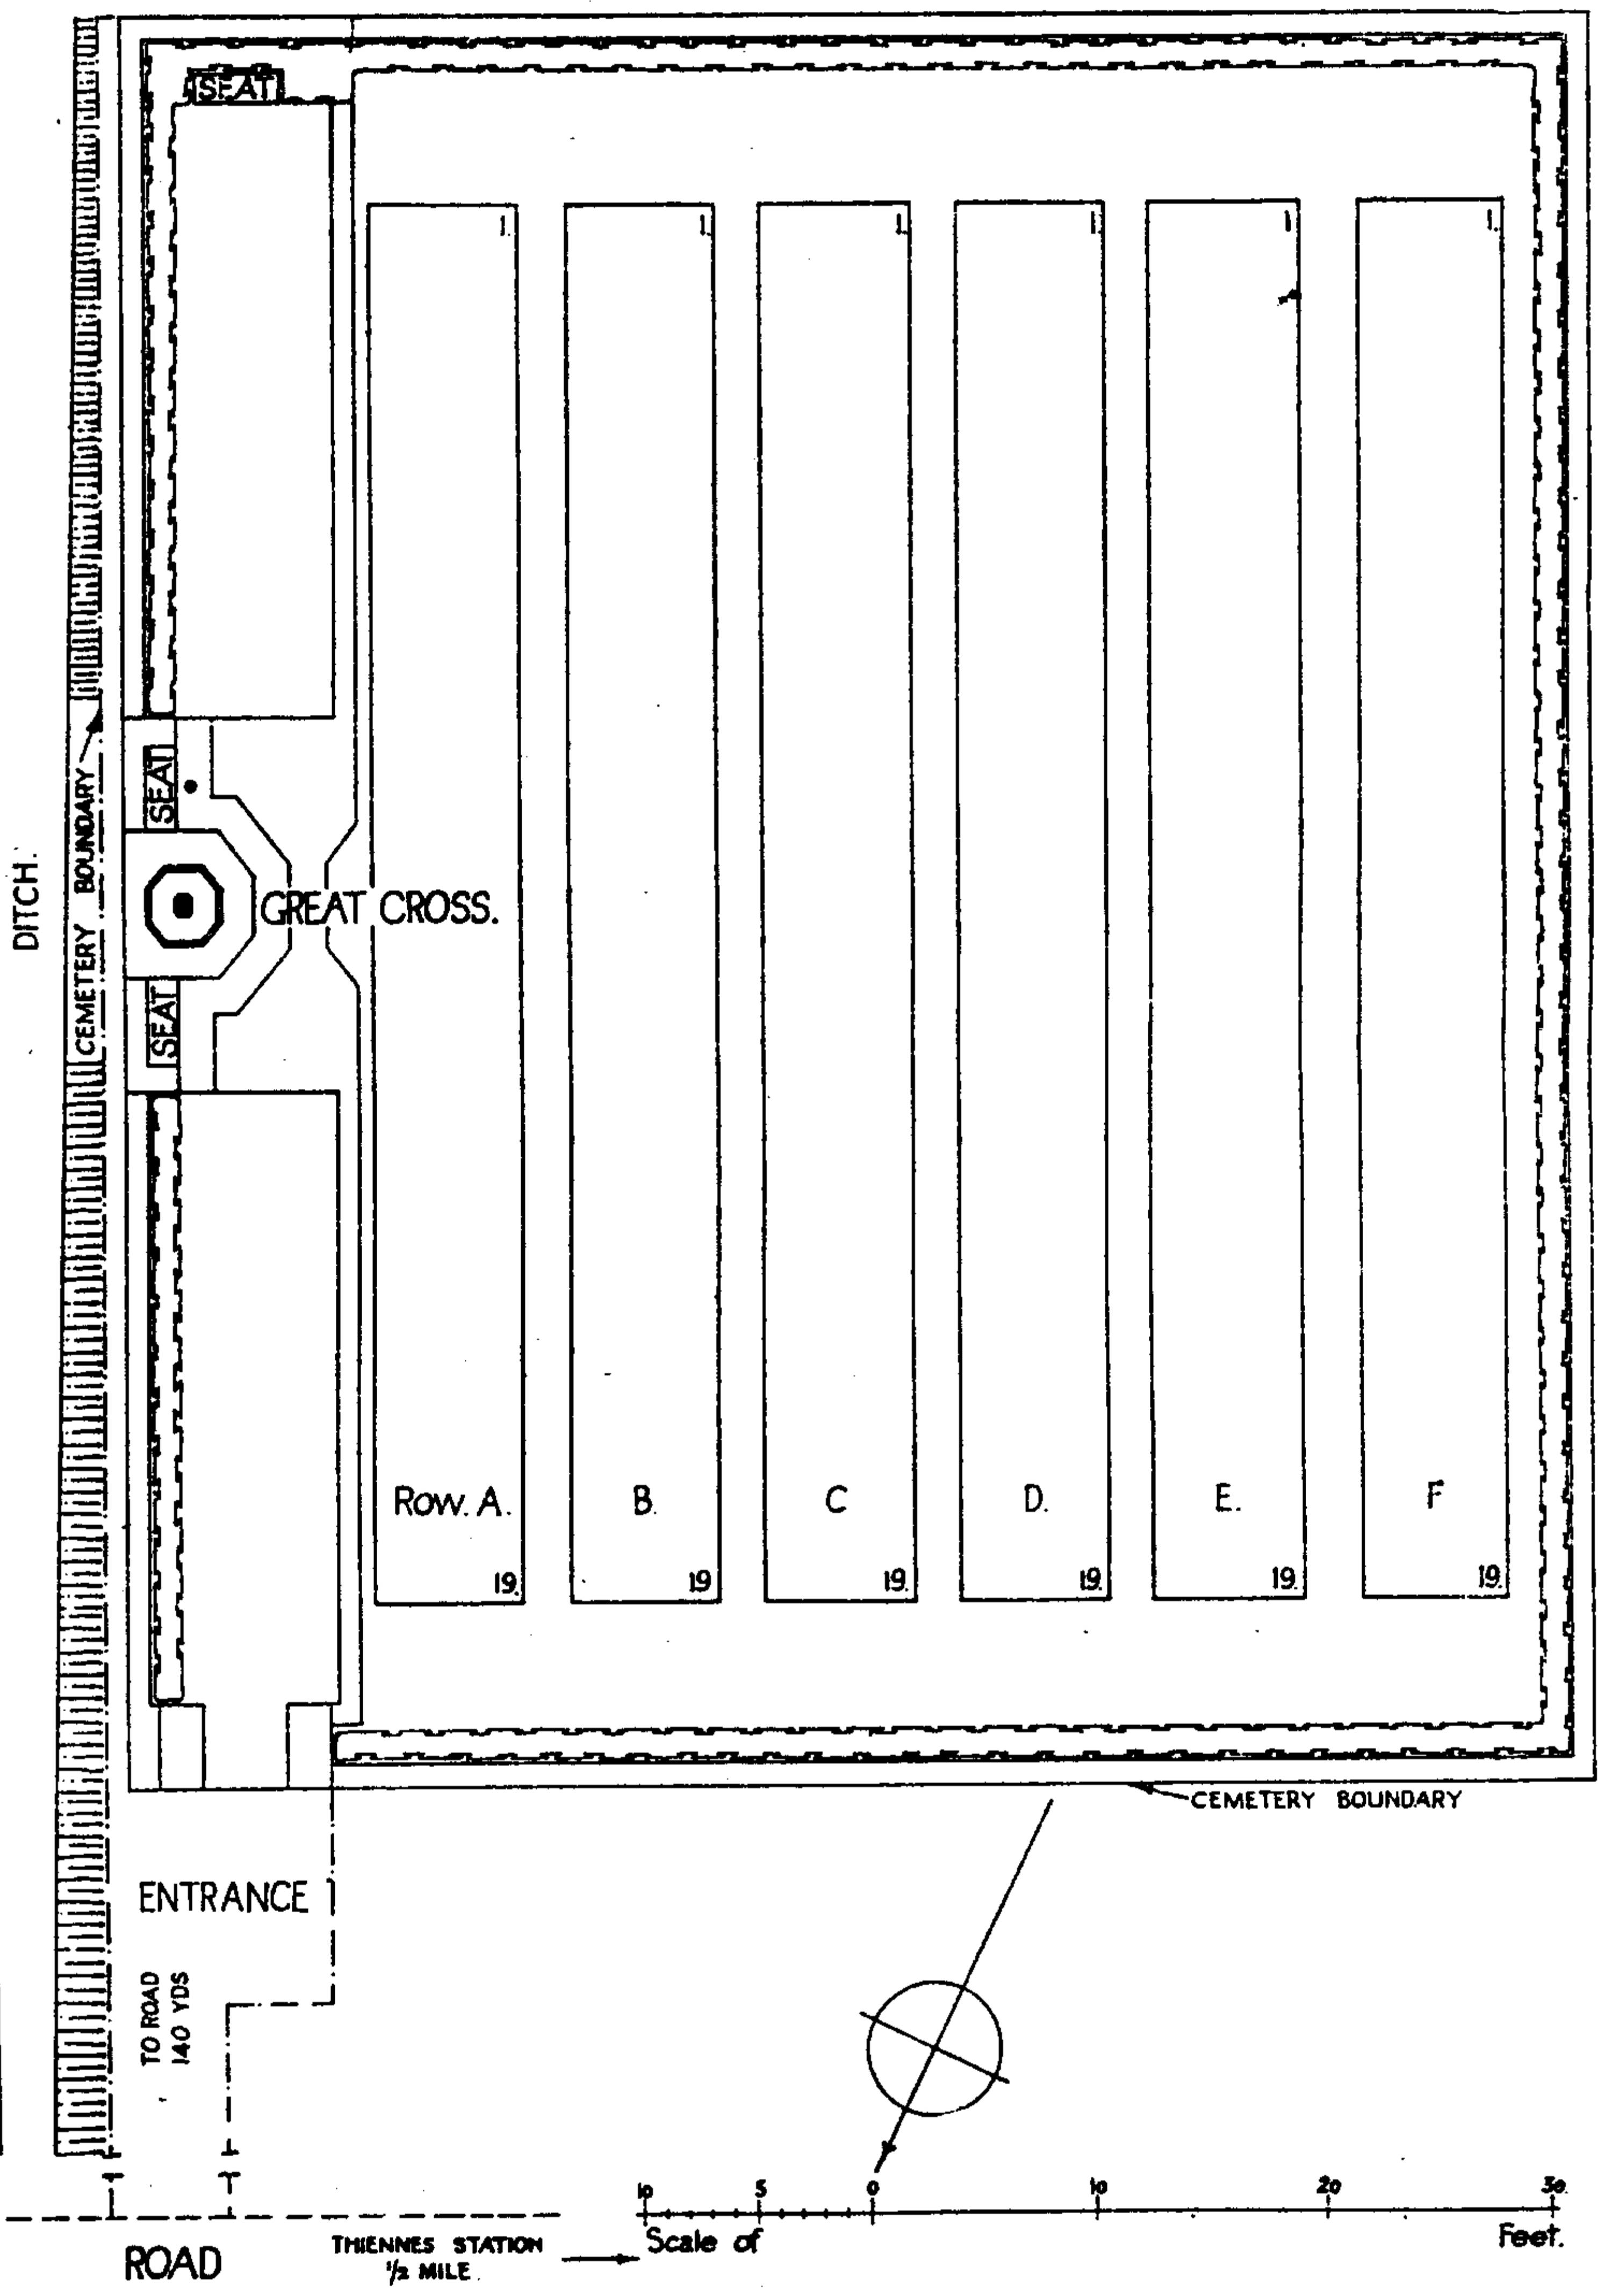 SEAT
1.
1.
1.
1.
1
1.
SEAT
CEMETERY BOUNDARY
DITCH.
GREAT CROSS.
SEAT
Row. A.
B.
C
D.
E.
F
19.
19
19.
19.
19.
19.
CEMETERY BOUNDARY
ENTRANCE
TO ROAD
140 YDS
10 5 0 10 20 30.
Scale of Feet.
THIENNES STATION
1/2 MILE.
ROAD